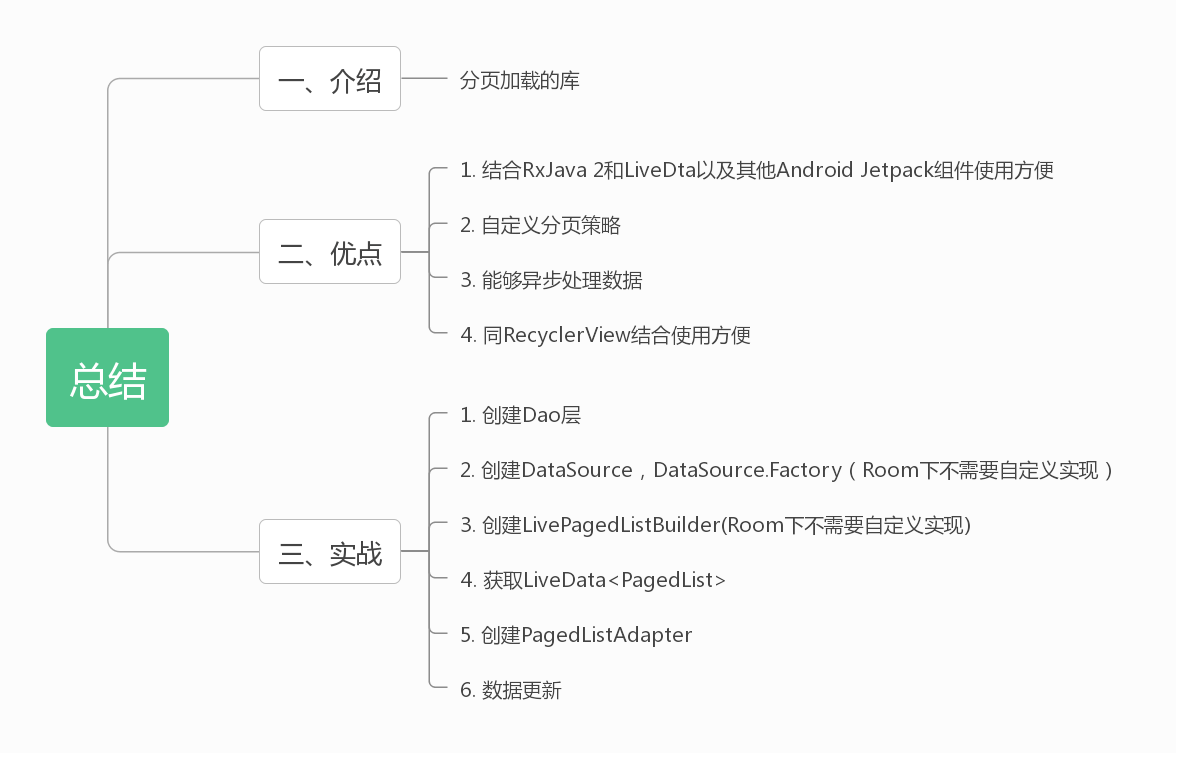 总结
一、介绍
分页加载的库
二、优点
1. 结合RxJava 2和LiveDta以及其他Android Jetpack组件使用方便
2. 自定义分页策略
3. 能够异步处理数据
4. 同RecyclerView结合使用方便
三、实战
1. 创建Dao层
2. 创建DataSource，DataSource.Factory（Room下不需要自定义实现）
3. 创建LivePagedListBuilder(Room下不需要自定义实现)
4. 获取LiveData<PagedList>
5. 创建PagedListAdapter
6. 数据更新